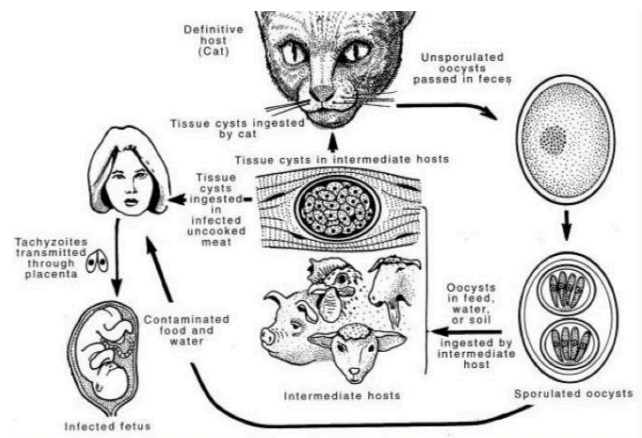 Definitive
host
(Cat)
Unsporulated
oocysts
passed in feces
Tissue cysts ingested
by cat
Tissue cysts in intermediate hosts
Tissue
cysts
ingested
in
infected
uncooked
meat
Tachyzoites
transmitted
through
placenta
Contaminated
food and
water
Oocysts
in feed,
water,
or soil
ingested by
intermediate
host
Infected fetus
Intermediate hosts
Sporulated oocysts